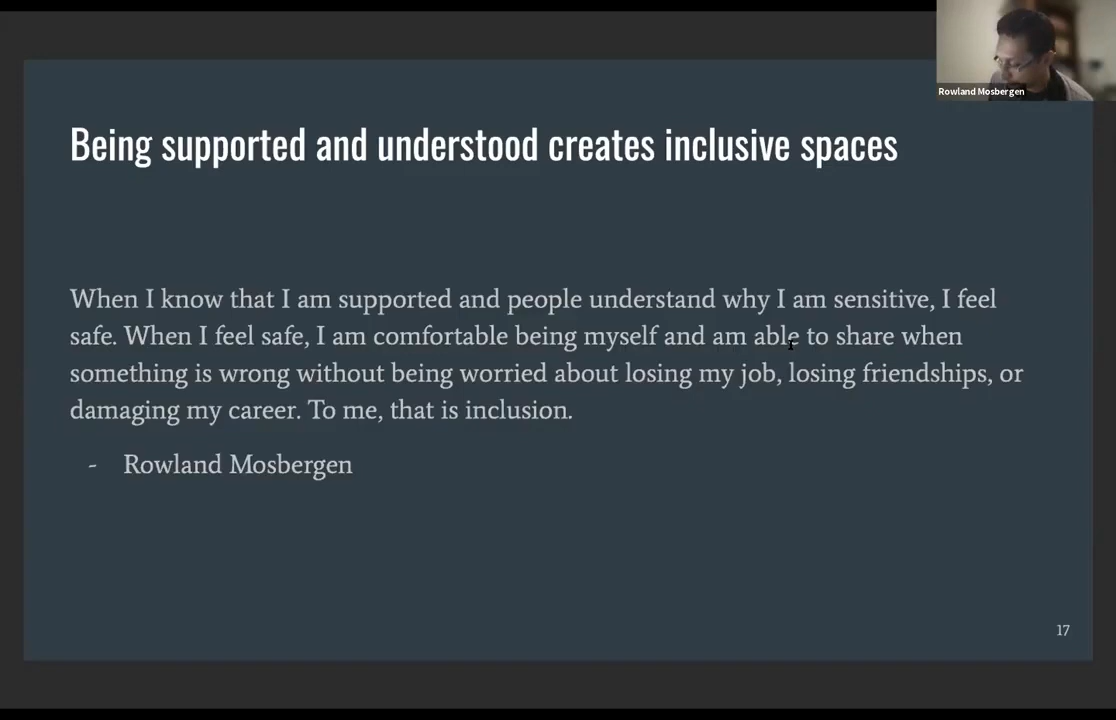 Rowland Mosbergen
Being supported and understood creates inclusive spaces
When I know that I am supported and people understand why I am sensitive, I feel
safe. When I feel safe, I am comfortable being myself and am able to share when
something is wrong without being worried about losing my job, losing friendships, or
damaging my career. To me, that is inclusion.
- Rowland Mosbergen
17